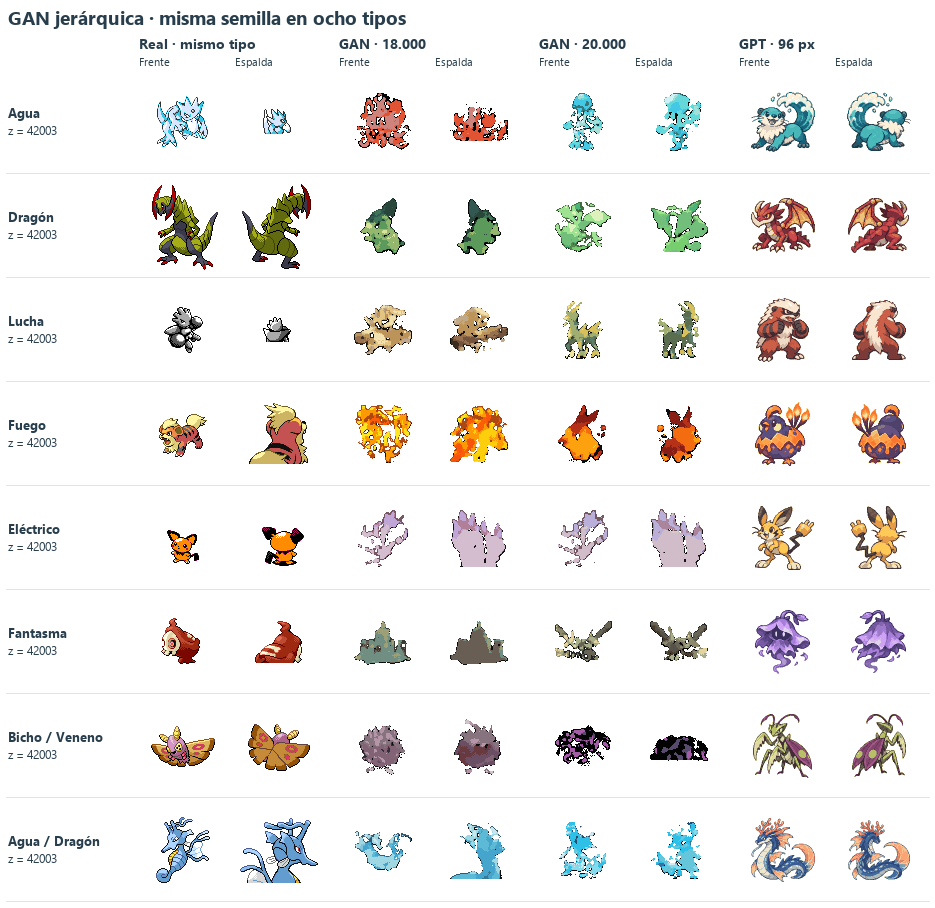 GAN jerárquica · misma semilla en ocho tipos
Real · mismo tipo GAN · 18.000 GAN · 20.000 GPT · 96 px
Frente Espalda Frente Espalda Frente Espalda Frente Espalda
Agua
z = 42003
Dragón
z = 42003
Lucha
z = 42003
Fuego
z = 42003
Eléctrico
z = 42003
Fantasma
z = 42003
Bicho / Veneno
z = 42003
Agua / Dragón
z = 42003